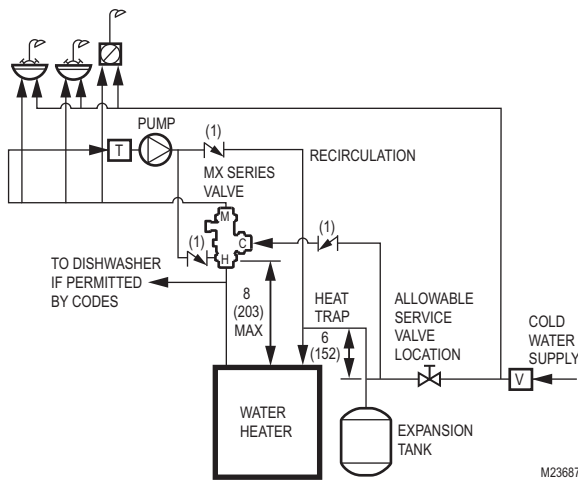 PUMP
(1)
T
RECIRCULATION
MX SERIES
VALVE
M
(1)
C
(1)
H
TO DISHWASHER
IF PERMITTED
BY CODES
8
(203)
MAX
HEAT
TRAP
6
(152)
ALLOWABLE
SERVICE
VALVE
LOCATION
COLD
WATER
SUPPLY
V
WATER
HEATER
EXPANSION
TANK
M23687